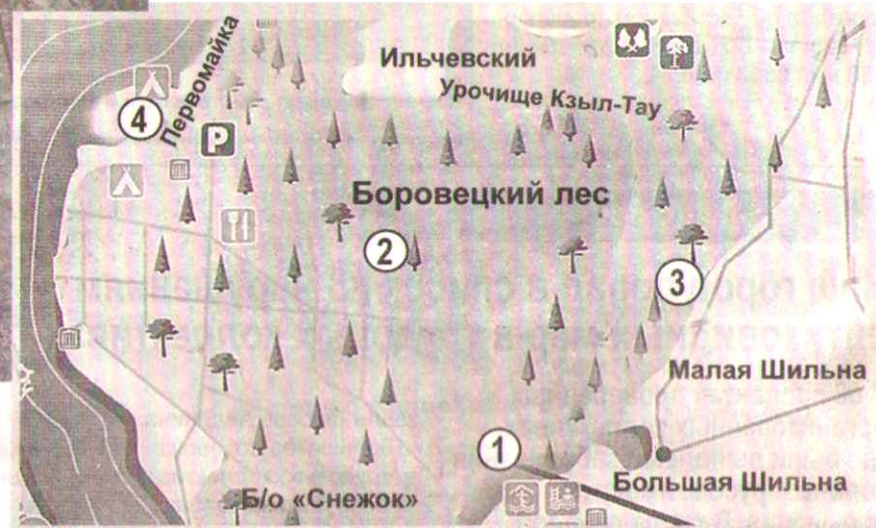 Первомайка
Ильчевский
Урочище Кзыл-Тау
4
P
Боровецкий лес
2
3
Малая Шильна
1
Большая Шильна
Б/о «Снежок»